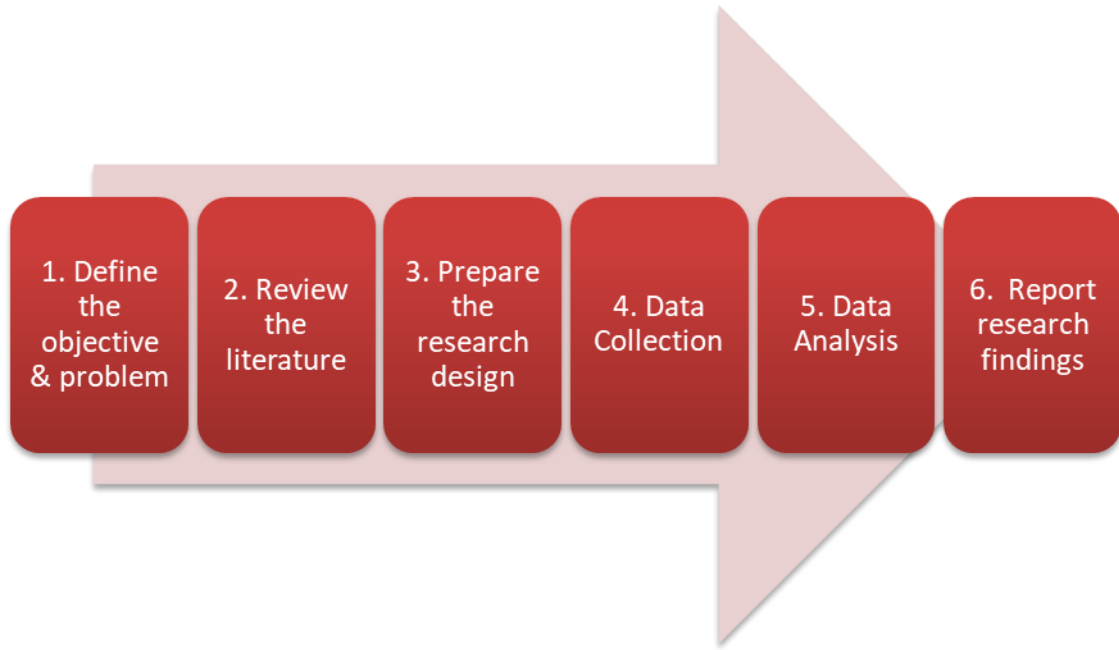 1. Define
the
objective
& problem
2. Review
the
literature
3. Prepare
the
research
design
4. Data
Collection
5. Data
Analysis
6. Report
research
findings